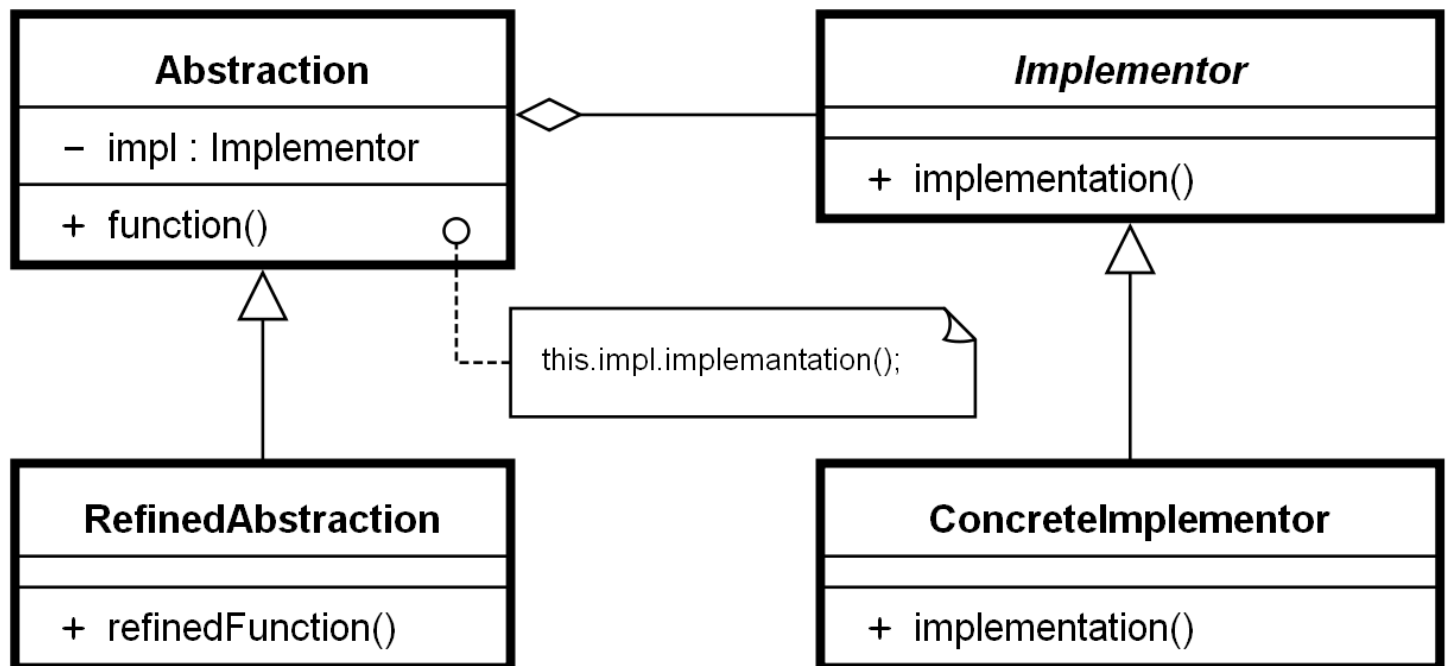 Abstraction
− impl : Implementor
+ function()
Implementor
+ implementation()
this.impl.implemantation();
RefinedAbstraction
+ refinedFunction()
ConcreteImplementor
+ implementation()